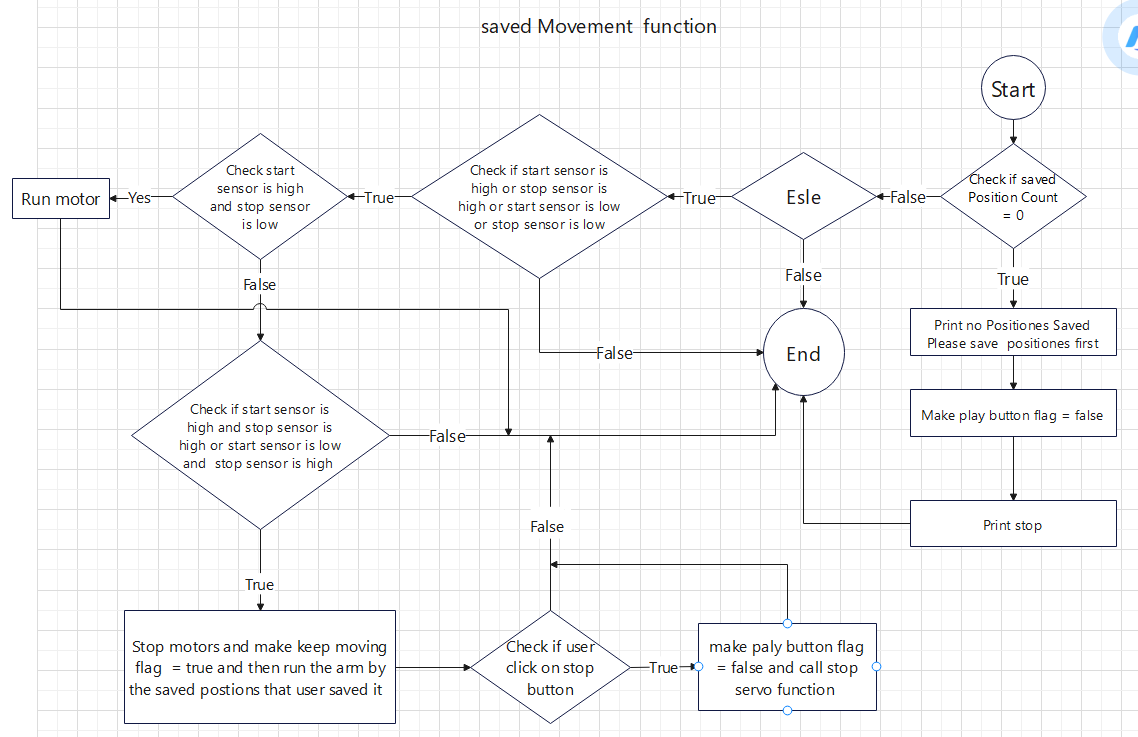 saved Movement function
Start
Check if saved
Position Count
= 0
False
Esle
True
Check if start sensor is
high or stop sensor is
high or start sensor is low
or stop sensor is low
True
Check start
sensor is high
and stop sensor
is low
Yes
Run motor
False
False
True
Print no Positiones Saved
Please save positiones first
End
False
Make play button flag = false
Check if start sensor is
high and stop sensor is
high or start sensor is low
and stop sensor is high
False
Print stop
False
True
Stop motors and make keep moving
flag = true and then run the arm by
the saved postions that user saved it
Check if user
click on stop
button
True
make paly button flag
= false and call stop
servo function